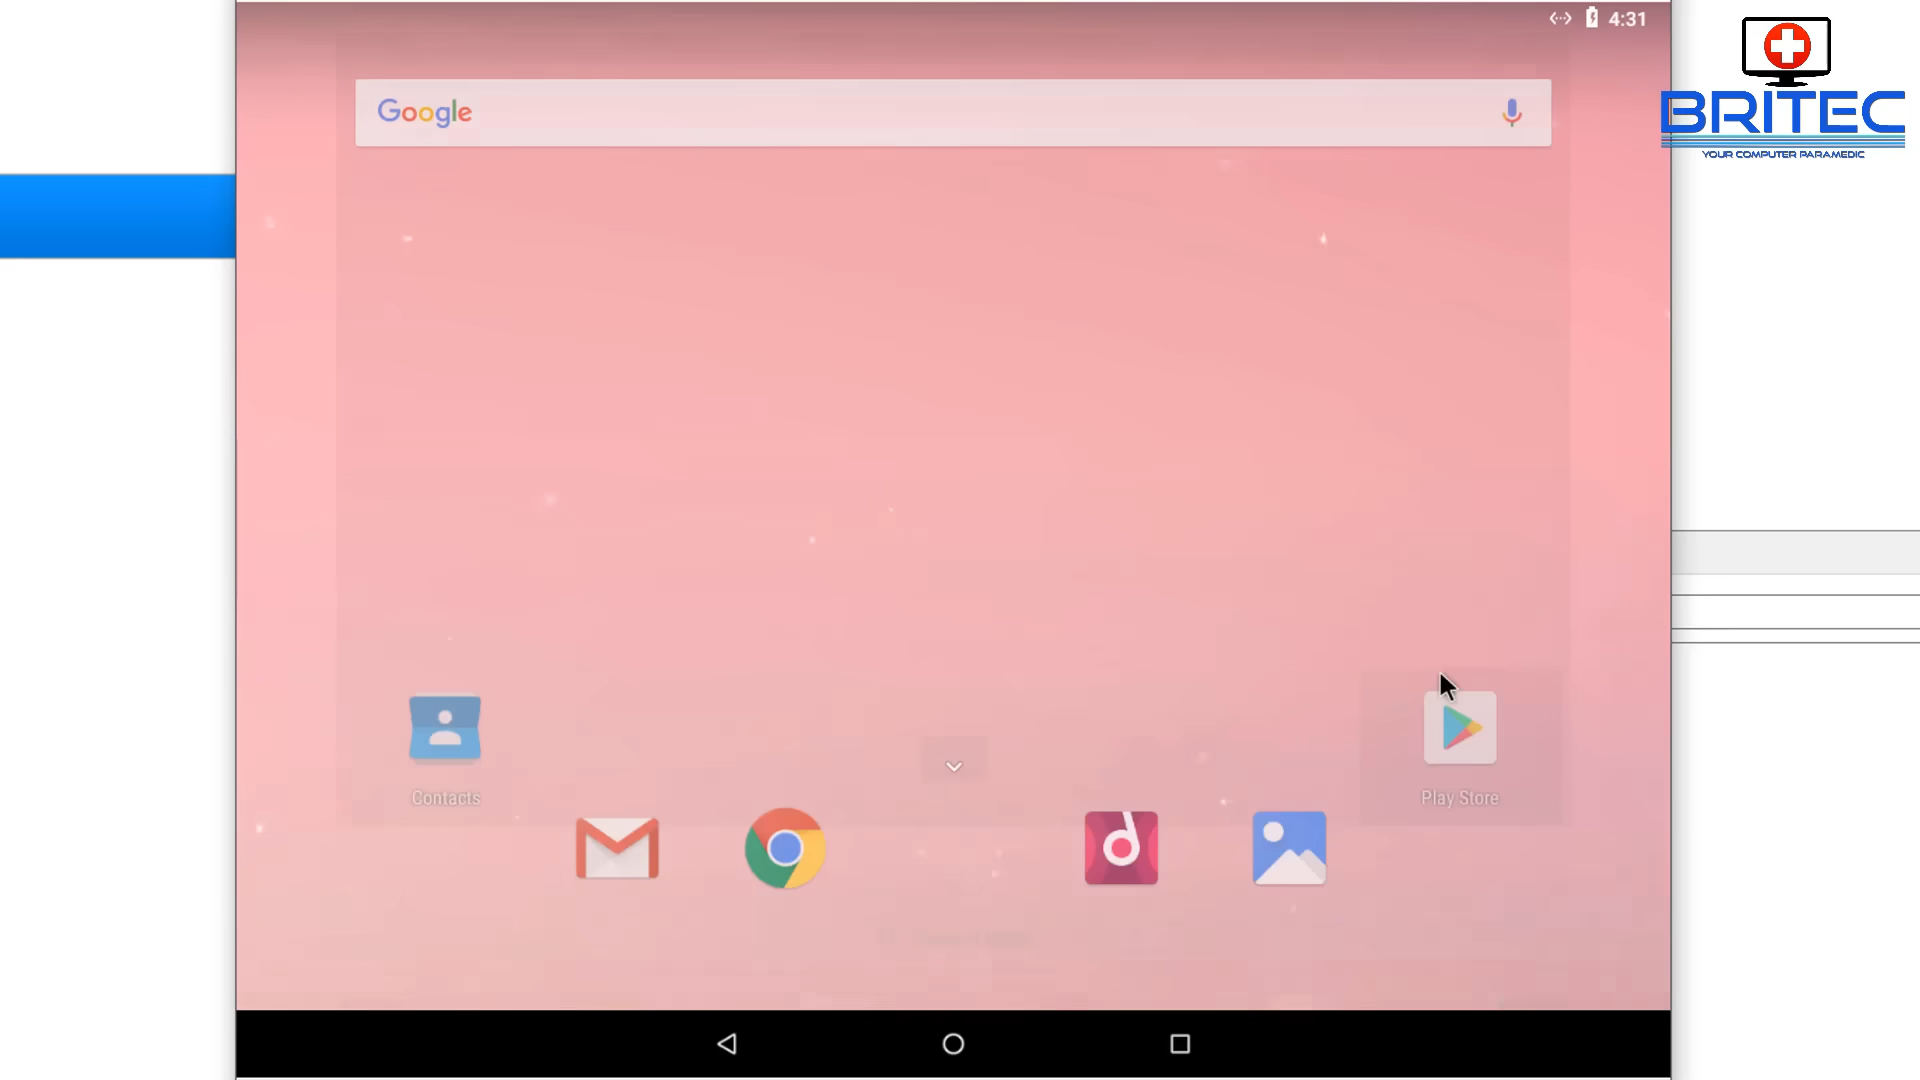 4:31
Google
BRITEC
YOUR COMPUTER PARAMEDIC
Contacts
Play Store